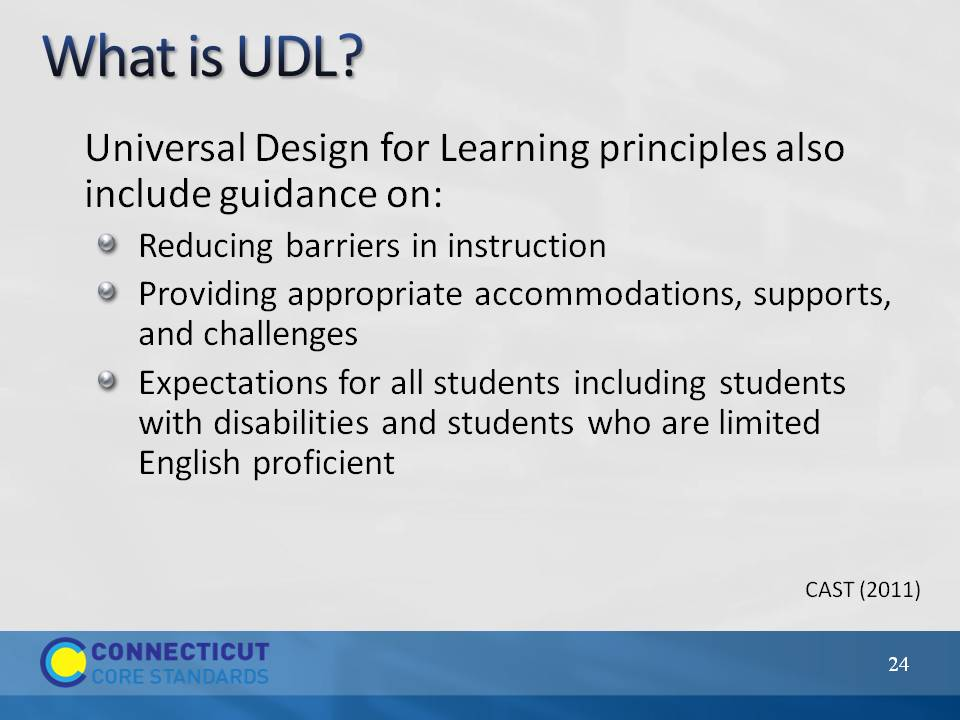 What is UDL?
Universal Design for Learning principles also
include guidance on:
Reducing barriers in instruction
Providing appropriate accommodations, supports,
and challenges
Expectations for all students including students
with disabilities and students who are limited
English proficient
CAST (2011)
CONNECTICUT
CORE STANDARDS
24